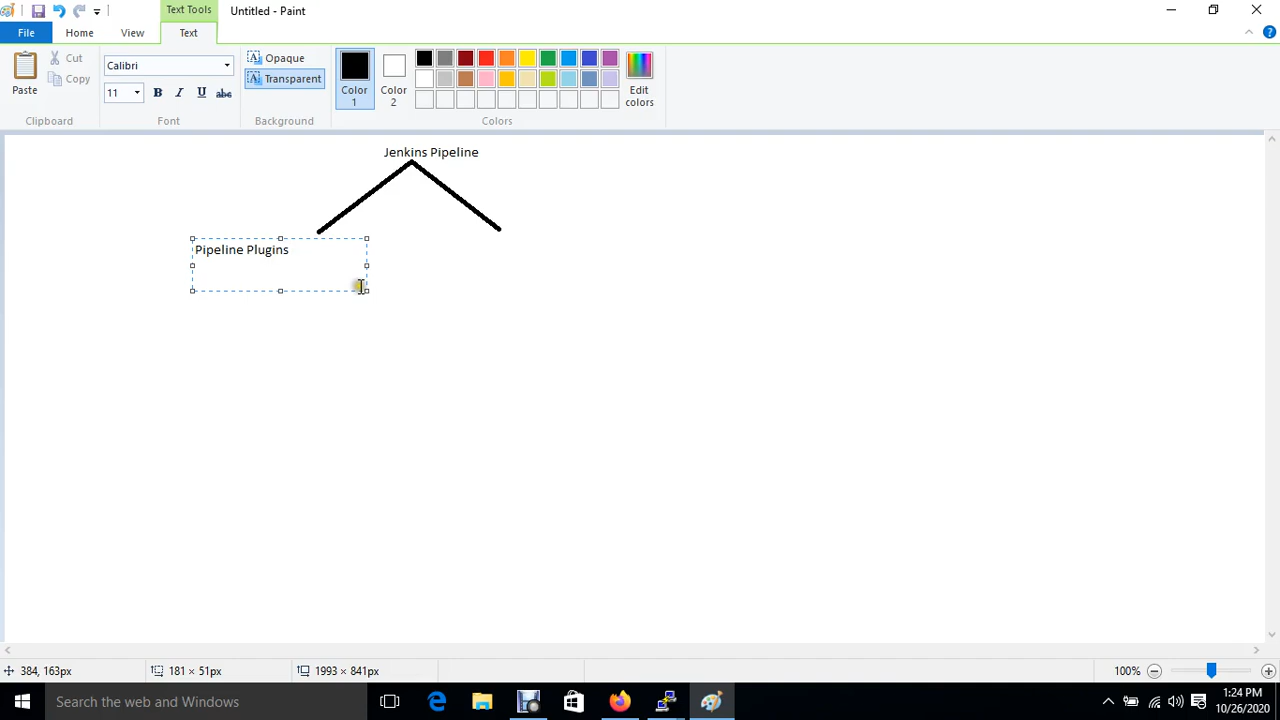 Text Tools
Untitled - Paint
File
Home
View
Text
Paste
Cut
Copy
Clipboard
Calibri
11
B
I
U
abc
Font
Opaque
Transparent
Background
Color 1
Color 2
Edit colors
Colors
Jenkins Pipeline
Pipeline Plugins
384, 163px
181 × 51px
1993 × 841px
100%
Search the web and Windows
1:24 PM
10/26/2020